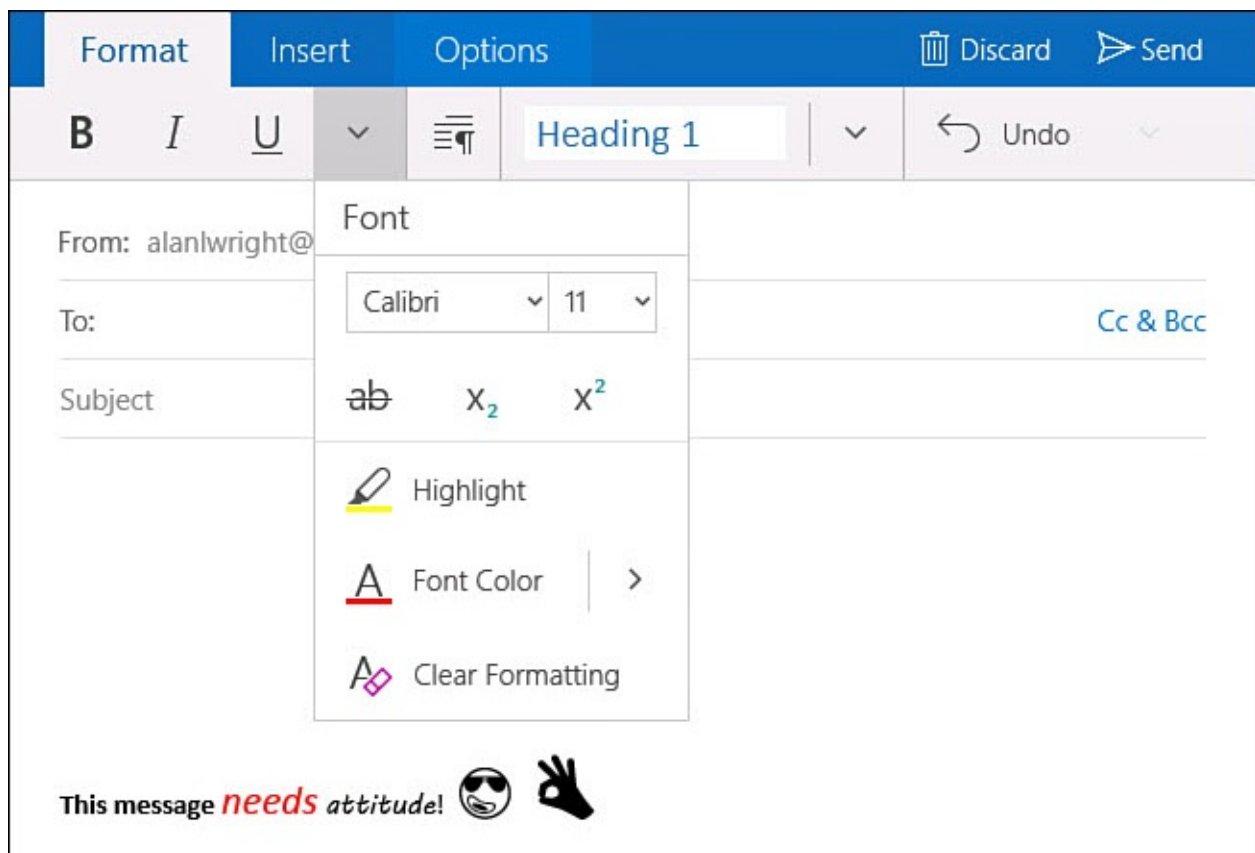 Format Insert Options Discard Send
B I U Heading 1 Undo
Font
From: alanlwright@
Calibri 11
To: Cc & Bcc
Subject
ab X₂ X²
Highlight
A Font Color
A Clear Formatting
This message needs attitude!